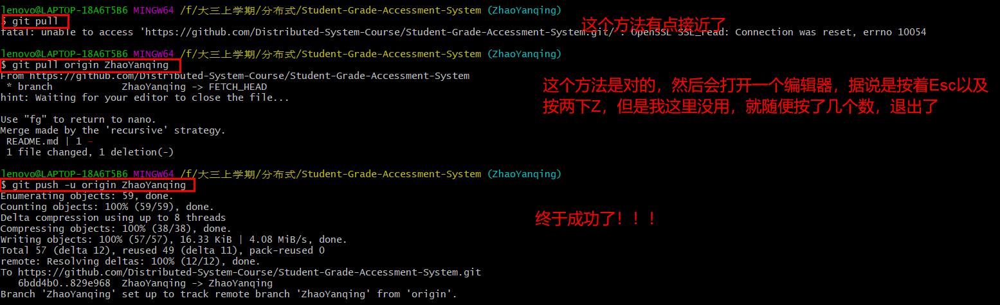 lenovo@LAPTOP-18A6T5B6 MINGW64 /f/大三上学期/分布式/Student-Grade-Accessment-System (ZhaoYanqing)
$ git pull
这个方法有点接近了
fatal: unable to access 'https://github.com/Distributed-System-Course/Student-Grade-Accessment-System.git/': OpenSSL SSL_read: Connection was reset, errno 10054
lenovo@LAPTOP-18A6T5B6 MINGW64 /f/大三上学期/分布式/Student-Grade-Accessment-System (ZhaoYanqing)
$ git pull origin ZhaoYanqing
From https://github.com/Distributed-System-Course/Student-Grade-Accessment-System
* branch            ZhaoYanqing -> FETCH_HEAD
hint: Waiting for your editor to close the file...
这个方法是对的，然后会打开一个编辑器，据说是按着Esc以及
按两下Z，但是我这里没用，就随便按了几个数，退出了
Use "fg" to return to nano.
Merge made by the 'recursive' strategy.
README.md | 1 -
1 file changed, 1 deletion(-)
lenovo@LAPTOP-18A6T5B6 MINGW64 /f/大三上学期/分布式/Student-Grade-Accessment-System (ZhaoYanqing)
$ git push -u origin ZhaoYanqing
Enumerating objects: 59, done.
Counting objects: 100% (59/59), done.
Delta compression using up to 8 threads
终于成功了！！！
Compressing objects: 100% (38/38), done.
Writing objects: 100% (57/57), 16.33 KiB | 4.08 MiB/s, done.
Total 57 (delta 12), reused 49 (delta 11), pack-reused 0
remote: Resolving deltas: 100% (12/12), done.
To https://github.com/Distributed-System-Course/Student-Grade-Accessment-System.git
6bdd4b0..829e968  ZhaoYanqing -> ZhaoYanqing
Branch 'ZhaoYanqing' set up to track remote branch 'ZhaoYanqing' from 'origin'.